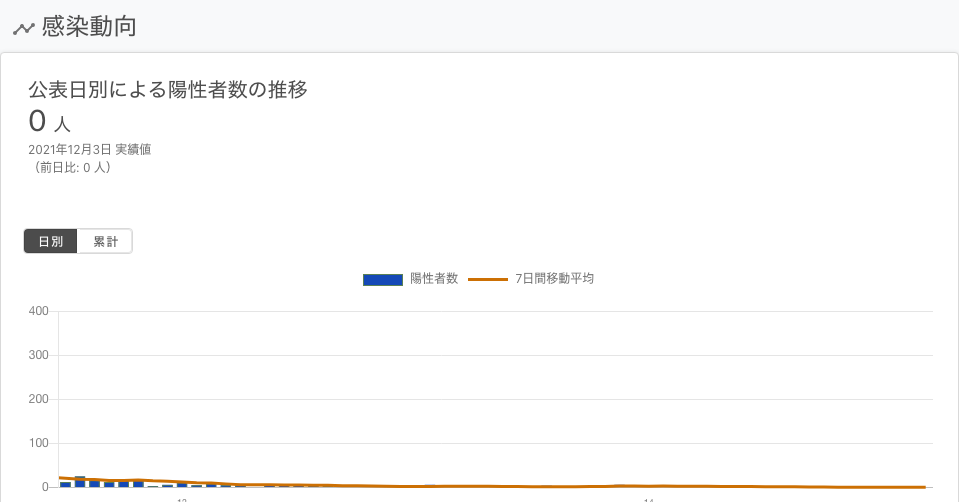 感染動向
公表日別による陽性者数の推移
0 人
2021年12月3日 実績値
（前日比: 0 人）
日別 累計
陽性者数 7日間移動平均
400
300
200
100
0